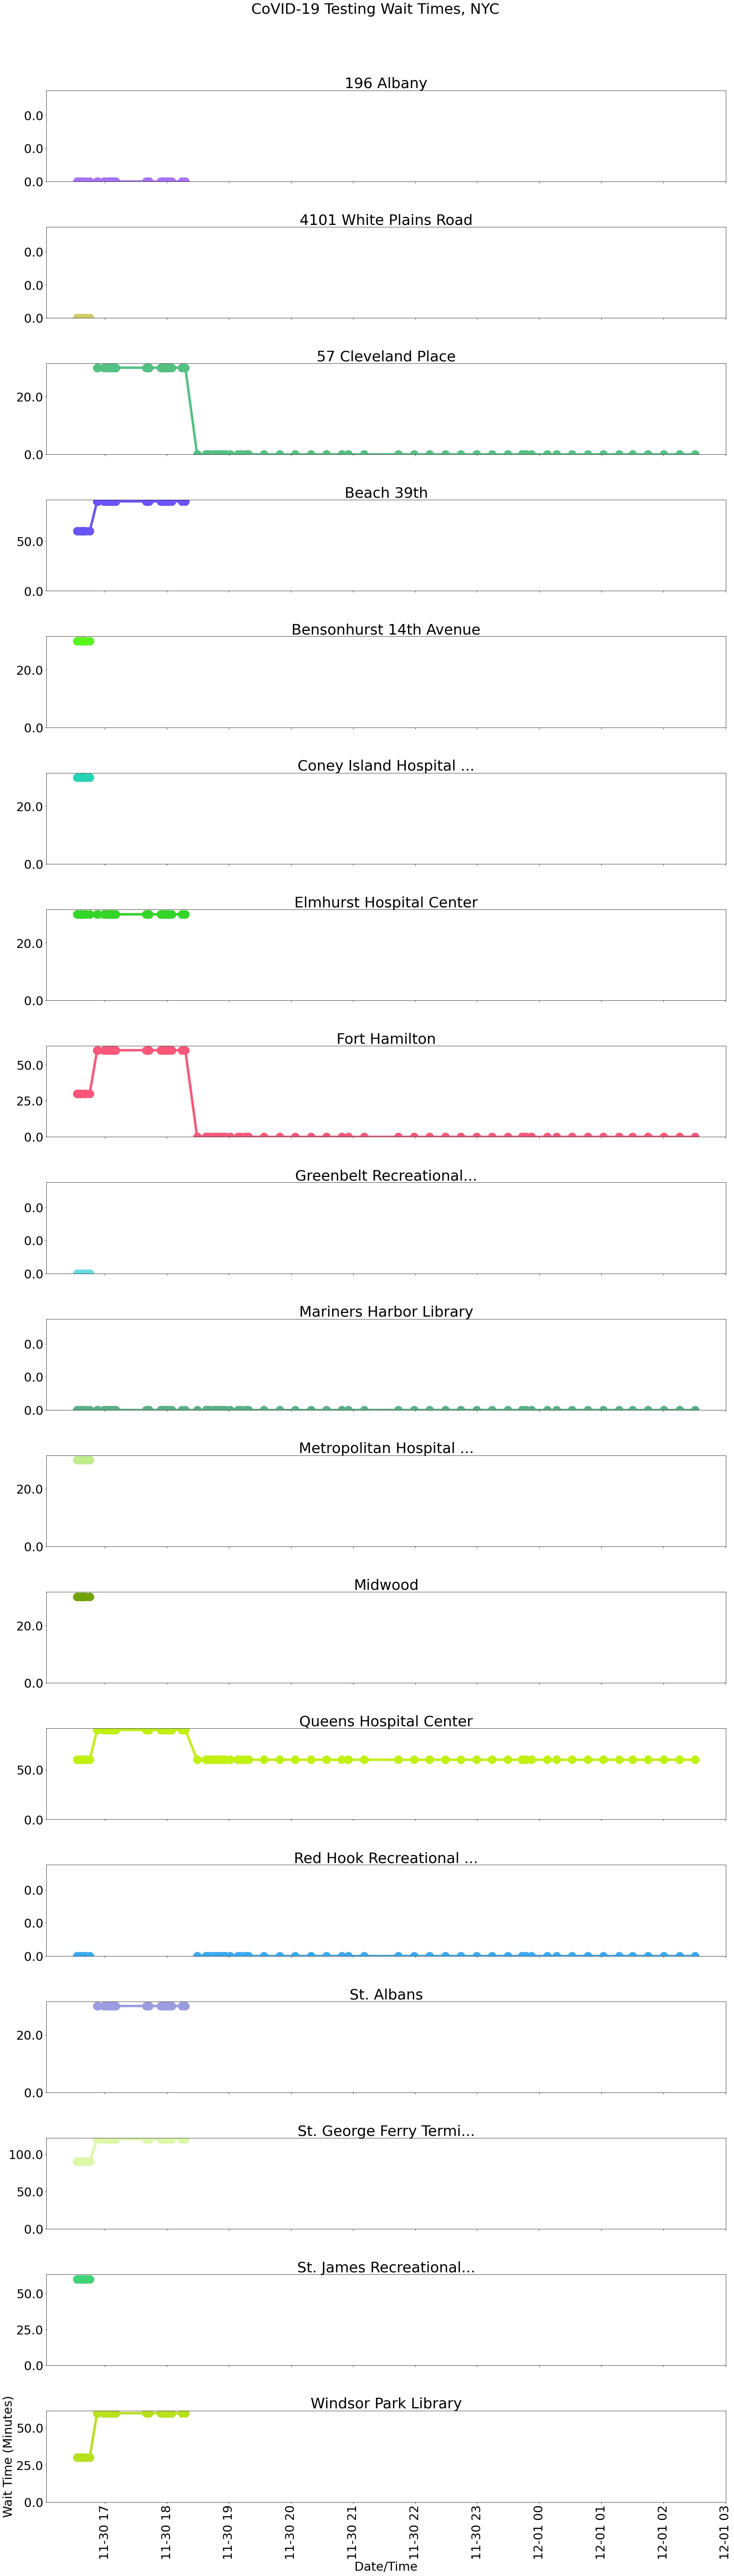 CoVID-19 Testing Wait Times, NYC
196 Albany
0.0
0.0
0.0
4101 White Plains Road
0.0
0.0
0.0
57 Cleveland Place
20.0
0.0
Beach 39th
50.0
0.0
Bensonhurst 14th Avenue
20.0
0.0
Coney Island Hospital ...
20.0
0.0
Elmhurst Hospital Center
20.0
0.0
Fort Hamilton
50.0
25.0
0.0
Greenbelt Recreational...
0.0
0.0
0.0
Mariners Harbor Library
0.0
0.0
0.0
Metropolitan Hospital ...
20.0
0.0
Midwood
20.0
0.0
Queens Hospital Center
50.0
0.0
Red Hook Recreational ...
0.0
0.0
0.0
St. Albans
20.0
0.0
St. George Ferry Termi...
100.0
50.0
0.0
St. James Recreational...
50.0
25.0
0.0
Windsor Park Library
50.0
25.0
0.0
Wait Time (Minutes)
11-30 17
11-30 18
11-30 19
11-30 20
11-30 21
11-30 22
11-30 23
12-01 00
12-01 01
12-01 02
12-01 03
Date/Time